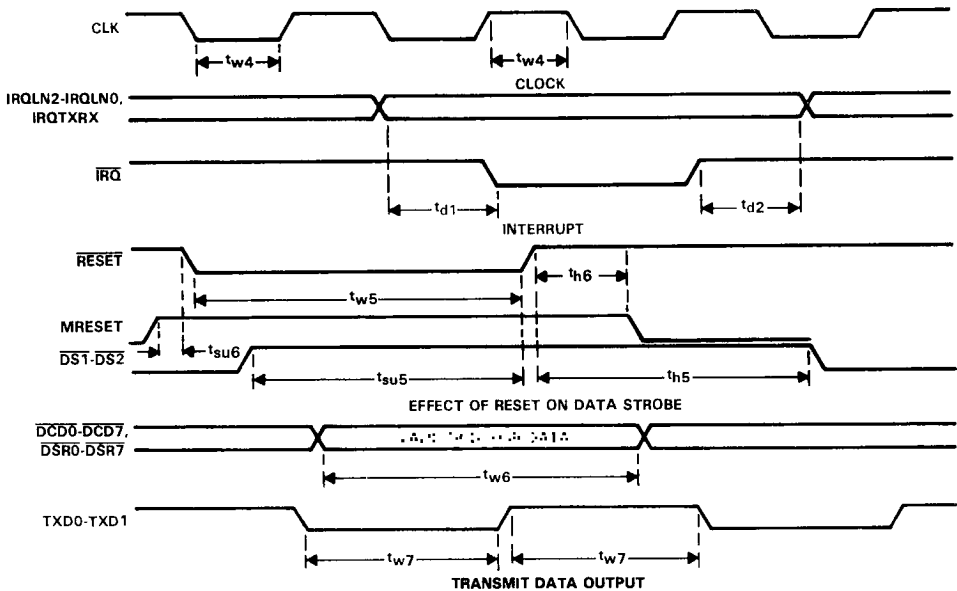 CLK
tw4
tw4
CLOCK
IRQLN2-IRQLN0,
IRQTXRX
IRQ
td1
td2
INTERRUPT
RESET
th6
tw5
MRESET
tsu6
DS1-DS2
tsu5
th5
EFFECT OF RESET ON DATA STROBE
DCD0-DCD7,
DSR0-DSR7
DATA
tw6
TXD0-TXD1
tw7
tw7
TRANSMIT DATA OUTPUT